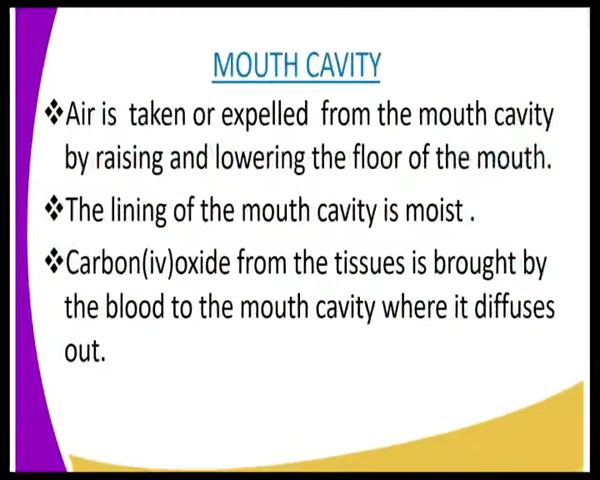 MOUTH CAVITY
❖Air is taken or expelled from the mouth cavity
by raising and lowering the floor of the mouth.
❖The lining of the mouth cavity is moist .
❖Carbon(iv)oxide from the tissues is brought by
the blood to the mouth cavity where it diffuses
out.